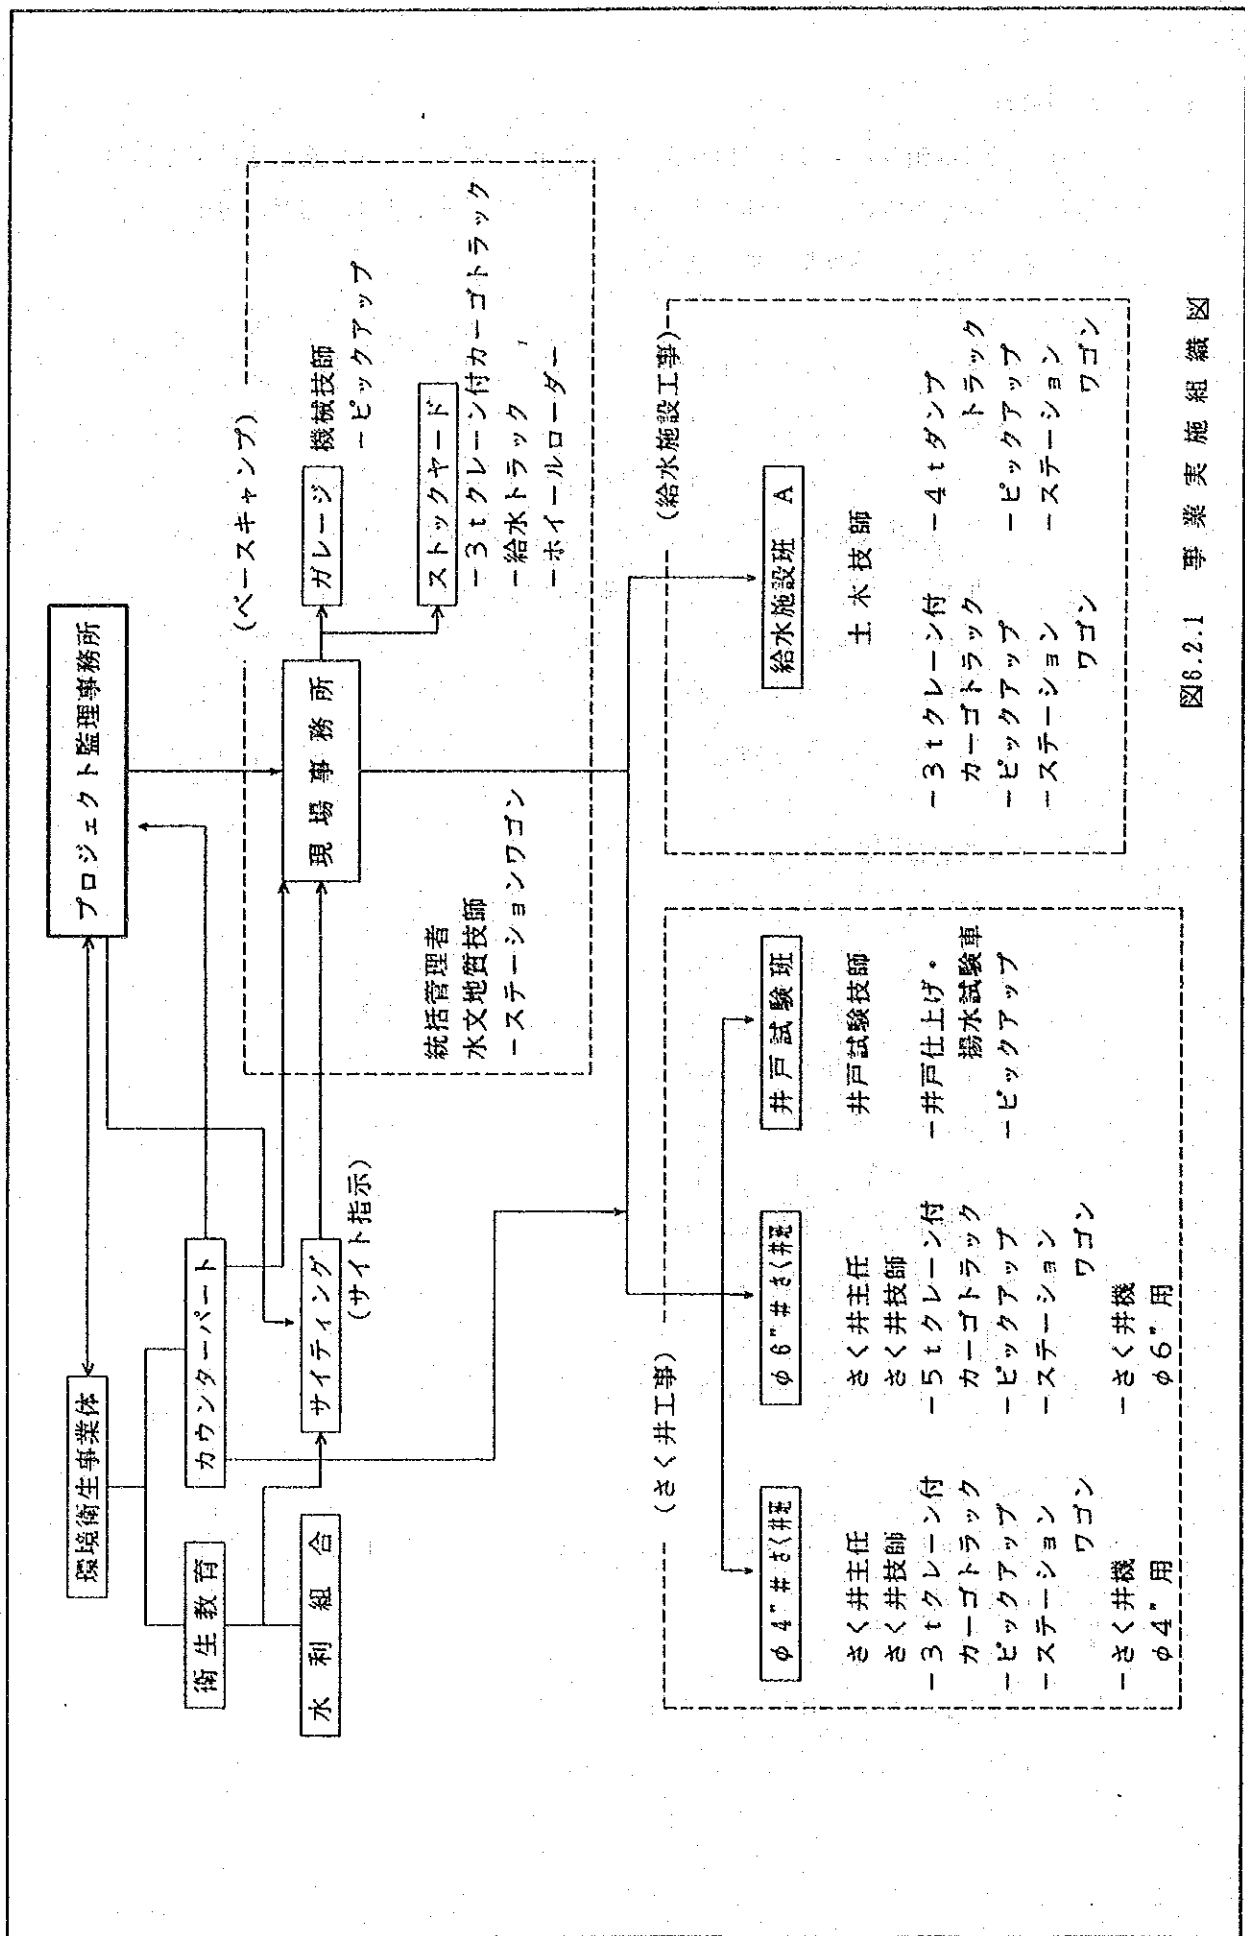 プロジェクト監理事務所
環境衛生事業体
カウンターパート
衛生教育
サイティング
(サイト指示)
水利組合
(ベースキャンプ)
現場事務所
統括管理者
水文地質技師
-ステーションワゴン
ガレージ
機械技師
-ピックアップ
ストックヤード
-3tクレーン付カーゴトラック
-給水トラック
-ホイールローダー
(さく井工事)
φ4"井さく井班
さく井主任
さく井技師
-3tクレーン付
カーゴトラック
-ピックアップ
-ステーション
ワゴン
-さく井機
φ4"用
φ6"井さく井班
さく井主任
さく井技師
-5tクレーン付
カーゴトラック
-ピックアップ
-ステーション
ワゴン
-さく井機
φ6"用
井戸試験班
井戸試験技師
-井戸仕上げ・
揚水試験車
-ピックアップ
(給水施設工事)
給水施設班 A
土木技師
-3tクレーン付
カーゴトラック
-ピックアップ
-ステーション
ワゴン
-4tダンプ
トラック
-ピックアップ
-ステーション
ワゴン
図6.2.1 事業実施組織図